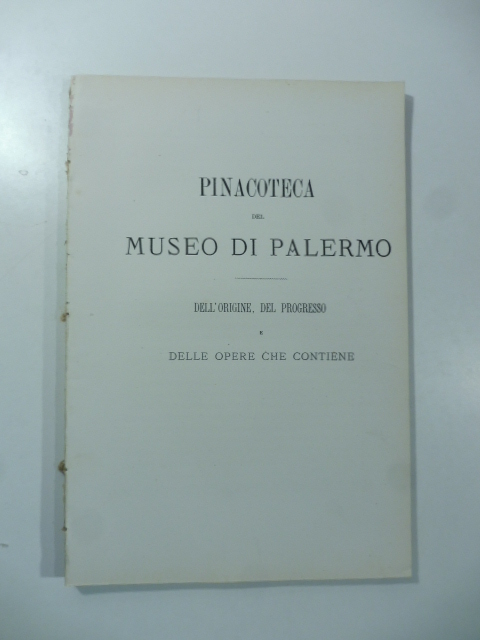 PINACOTECA
DEL
MUSEO DI PALERMO
DELL'ORIGINE, DEL PROGRESSO
E
DELLE OPERE CHE CONTIENE